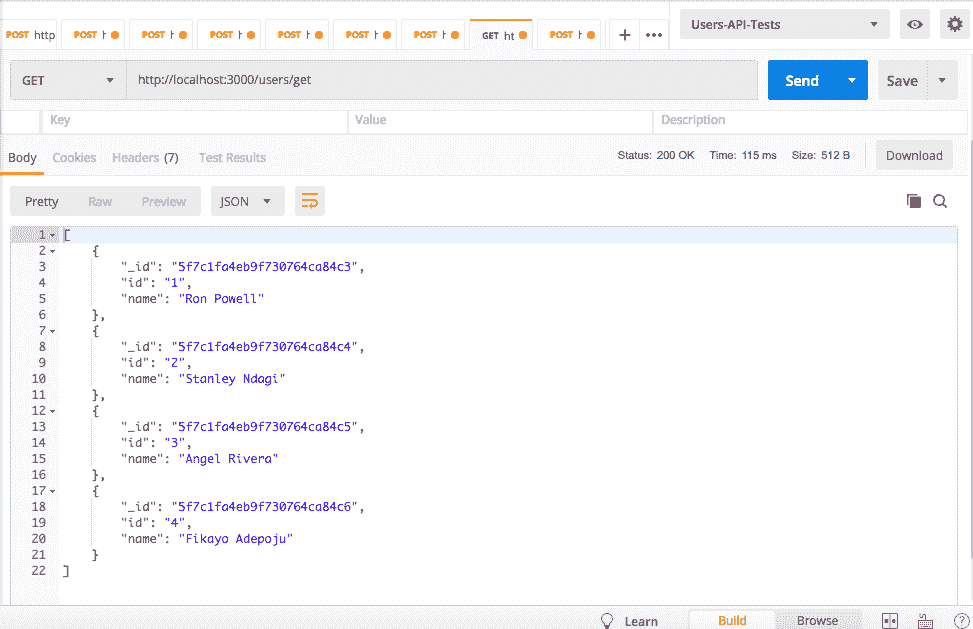 POST http POST h POST h POST h POST h POST h POST h GET ht POST h + ••• Users-API-Tests
GET http://localhost:3000/users/get Send Save
Key Value Description
Body Cookies Headers (7) Test Results Status: 200 OK Time: 115 ms Size: 512 B Download
Pretty Raw Preview JSON
1 [
2 {
3 "_id": "5f7c1fa4eb9f730764ca84c3",
4 "id": "1",
5 "name": "Ron Powell"
6 },
7 {
8 "_id": "5f7c1fa4eb9f730764ca84c4",
9 "id": "2",
10 "name": "Stanley Ndagi"
11 },
12 {
13 "_id": "5f7c1fa4eb9f730764ca84c5",
14 "id": "3",
15 "name": "Angel Rivera"
16 },
17 {
18 "_id": "5f7c1fa4eb9f730764ca84c6",
19 "id": "4",
20 "name": "Fikayo Adepoju"
21 }
22 ]
Learn Build Browse ?